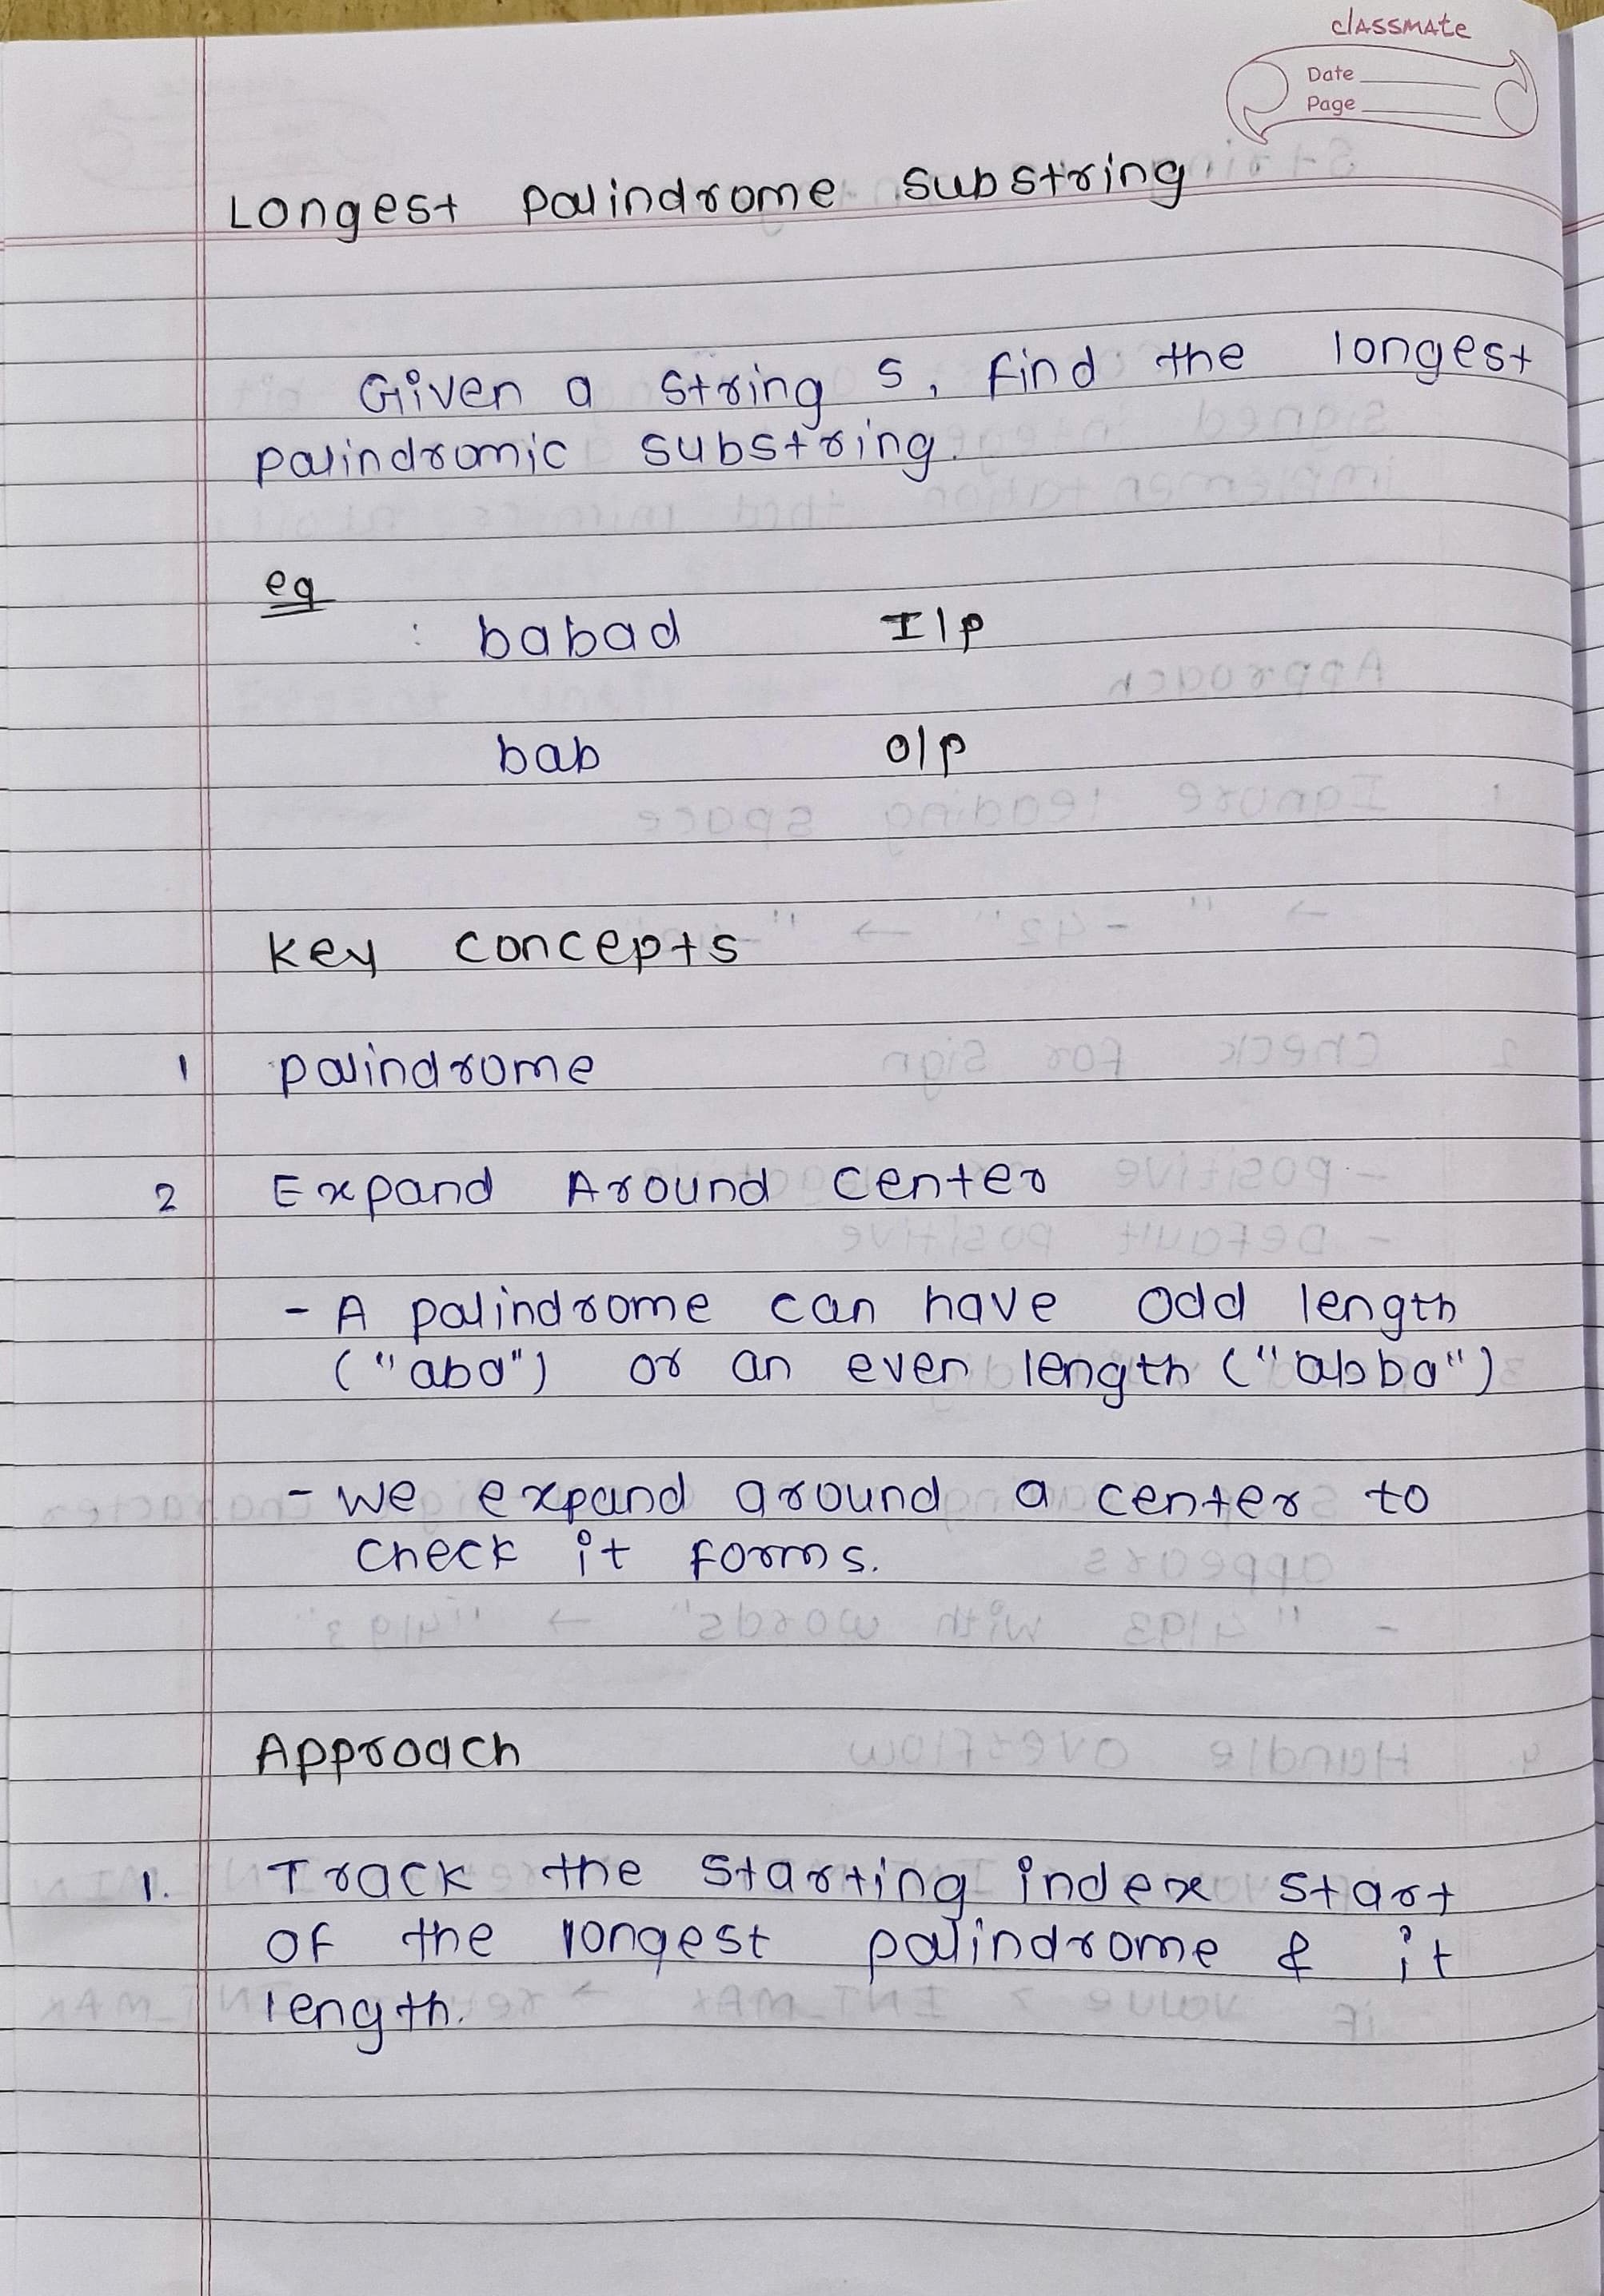 classmate
Date
Page
Longest palindrome substring
Given a string s, find the longest
palindromic substring.
eg
: babad I/p
bab O/p
Key concepts
1 palindrome
2 Expand Around center
- A palindrome can have odd length
("aba") or an even length ("abba")
- we expand around a center to
check it forms.
Approach
1. Track the starting index start
of the longest palindrome & it
length.